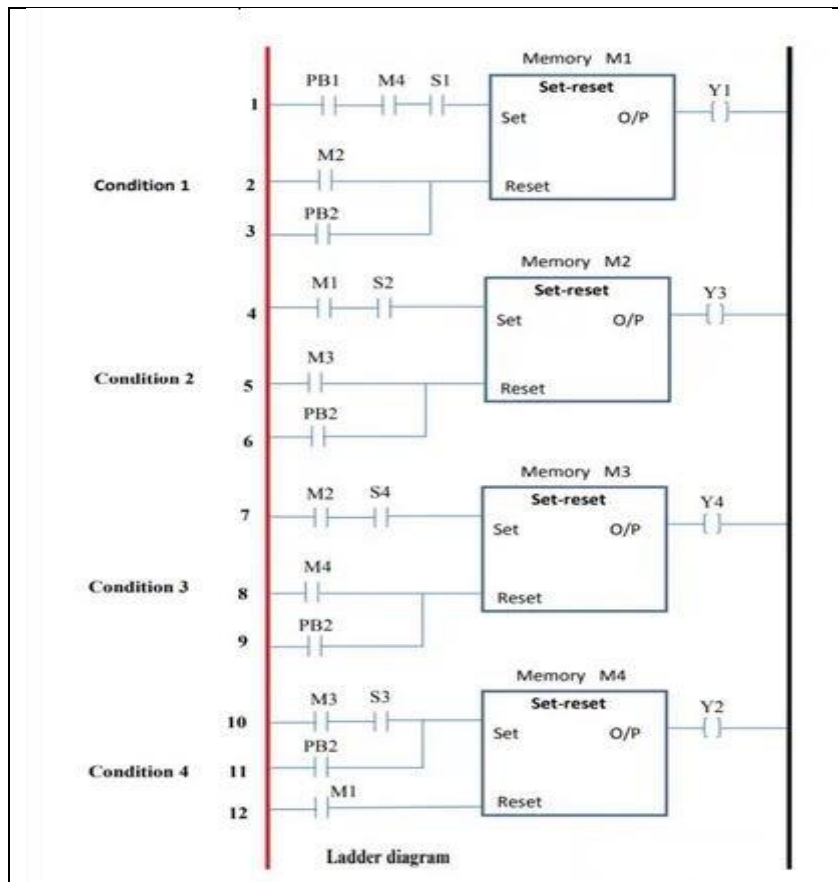 Memory M1
PB1 M4 S1 Set-reset Y1
1 Set O/P
M2
Condition 1 2 Reset
PB2
3
Memory M2
M1 S2 Set-reset Y3
4 Set O/P
M3
Condition 2 5 Reset
PB2
6
Memory M3
M2 S4 Set-reset Y4
7 Set O/P
M4
Condition 3 8 Reset
PB2
9
Memory M4
M3 S3 Set-reset Y2
10 Set O/P
PB2
Condition 4 11
M1
12 Reset
Ladder diagram